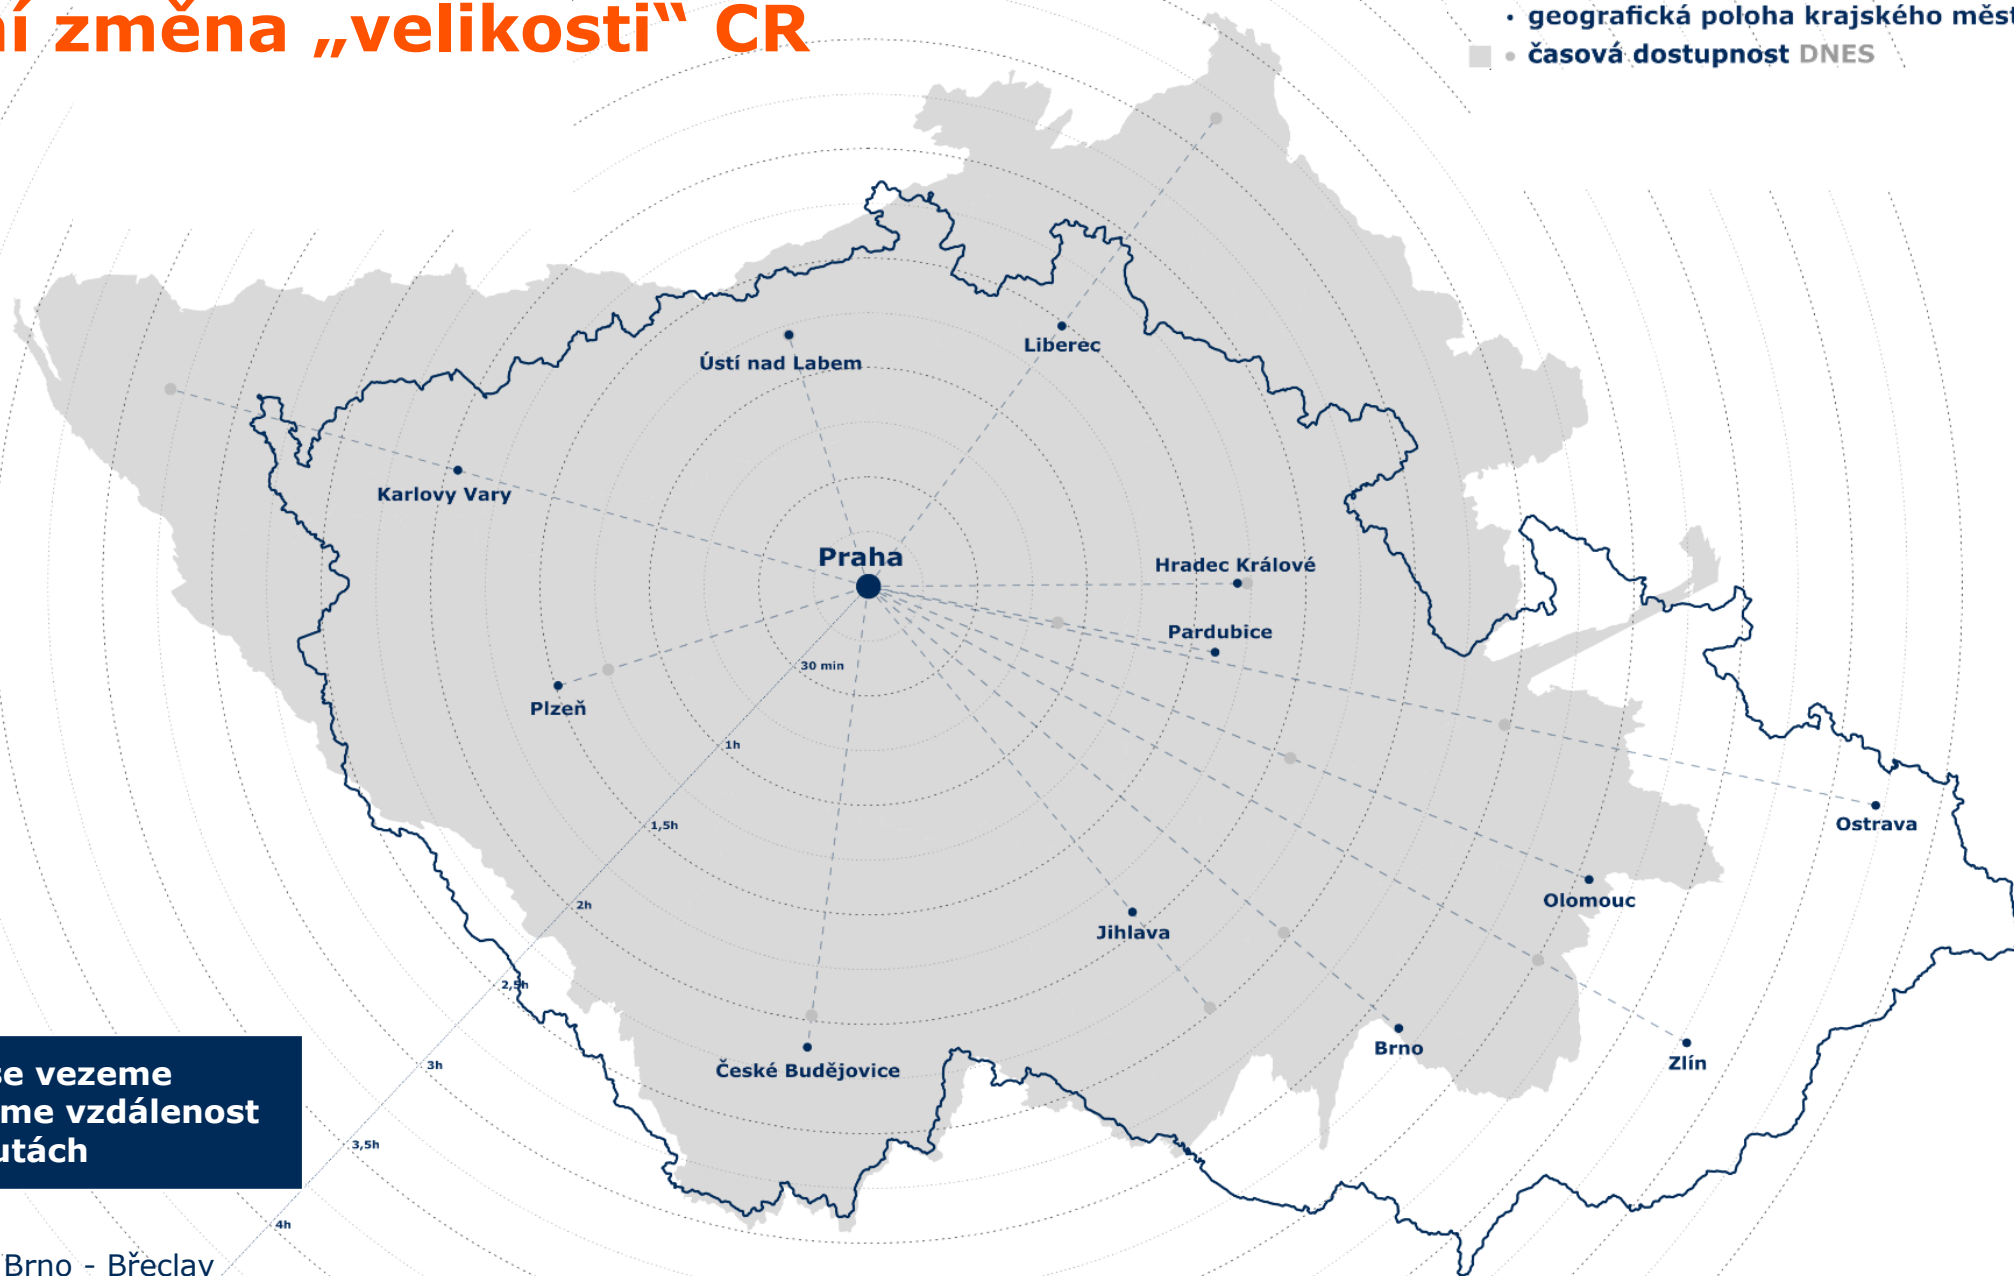 ní změna „velikosti“ CR
geografická poloha krajského měst
časová dostupnost DNES
Ústí nad Labem
Liberec
Karlovy Vary
Praha
Hradec Králové
Pardubice
30 min
Plzeň
1h
1,5h
Ostrava
2h
Olomouc
Jihlava
2,5h
Brno
Zlín
České Budějovice
3h
se vezeme
me vzdálenost
utách
3,5h
4h
Brno - Břeclav